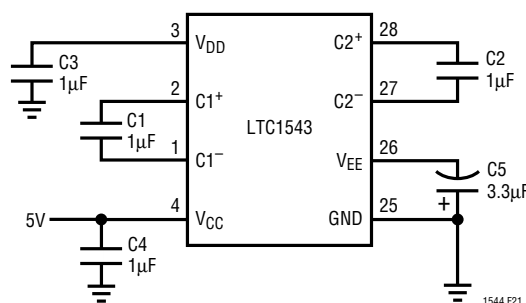 3 VDD C2+ 28
C3
1µF
C2
1µF
2 C1+ C2− 27
C1
1µF
LTC1543
1 C1− VEE 26
C5
3.3µF
+
5V 4 VCC GND 25
C4
1µF
1544 F21